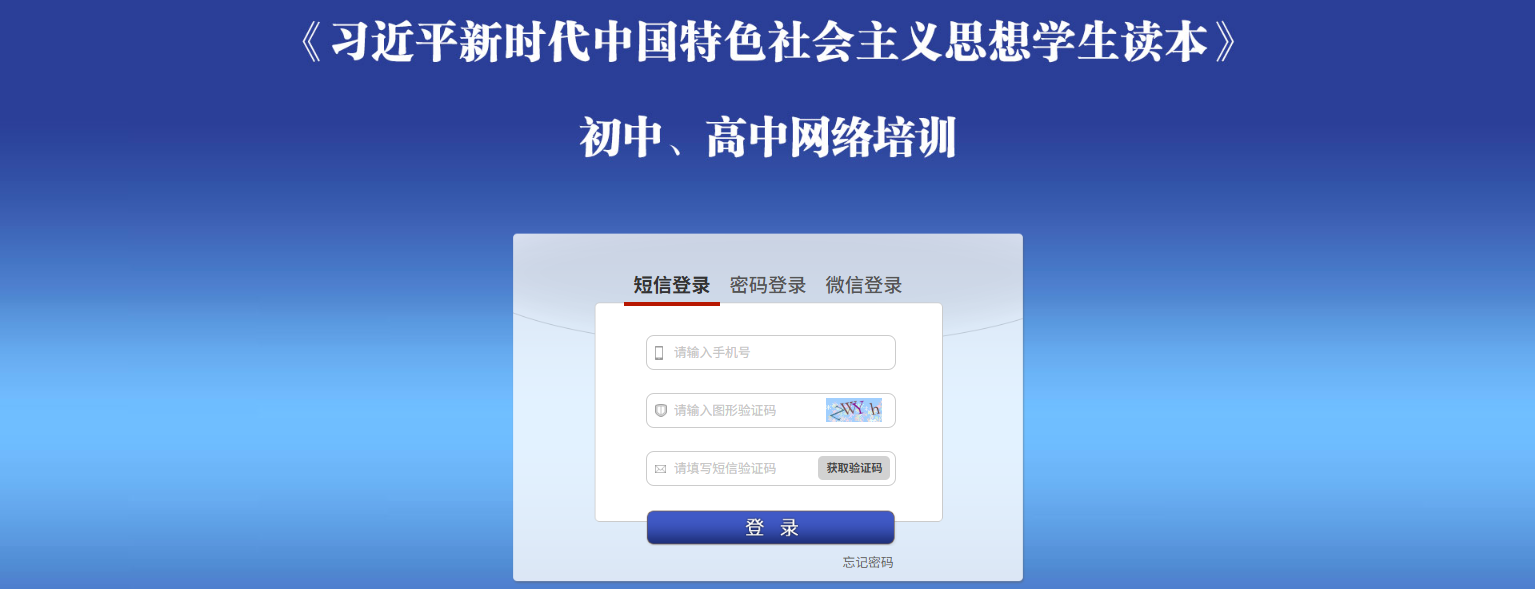 《习近平新时代中国特色社会主义思想学生读本》
初中、高中网络培训
短信登录 密码登录 微信登录
请输入手机号
请输入图形验证码
请填写短信验证码 获取验证码
登 录
忘记密码